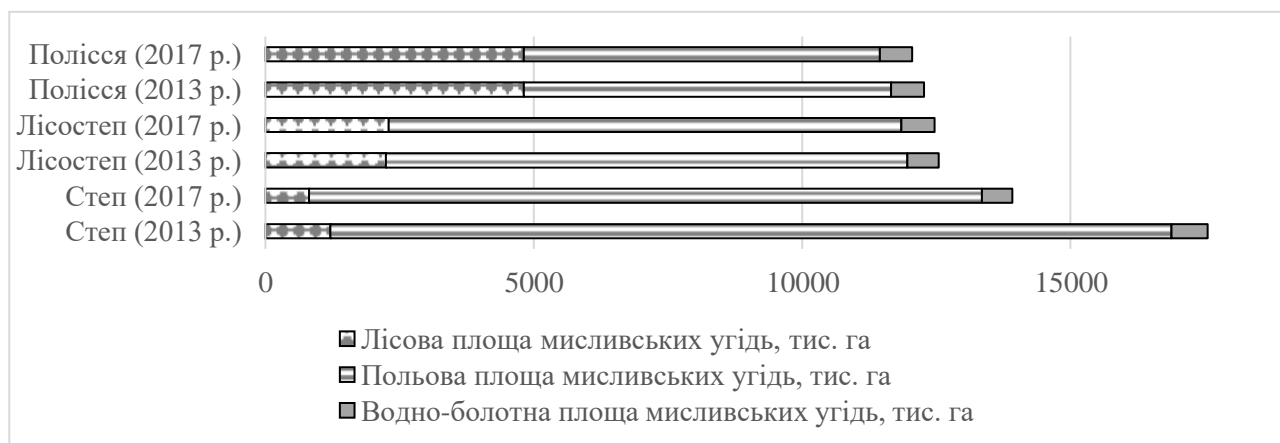 Полісся (2017 р.)
Полісся (2013 р.)
Лісостеп (2017 р.)
Лісостеп (2013 р.)
Степ (2017 р.)
Степ (2013 р.)
0 5000 10000 15000
Лісова площа мисливських угідь, тис. га
Польова площа мисливських угідь, тис. га
Водно-болотна площа мисливських угідь, тис. га